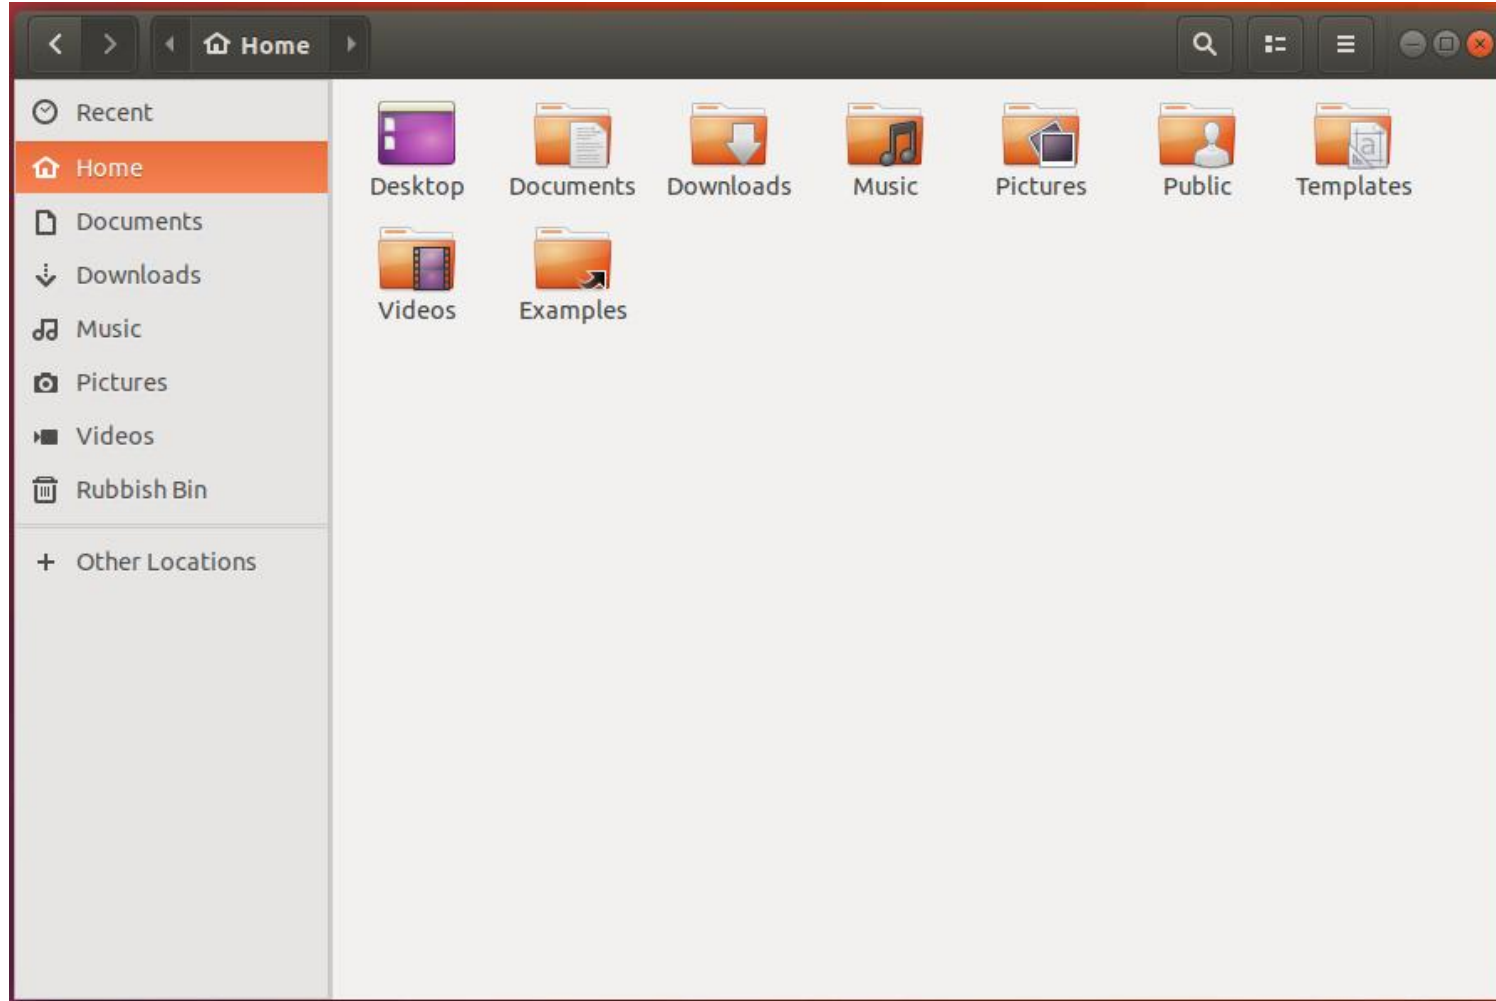 Home
Recent
Home
Documents
Downloads
Music
Pictures
Videos
Rubbish Bin
Other Locations
Desktop Documents Downloads Music Pictures Public Templates
Videos Examples